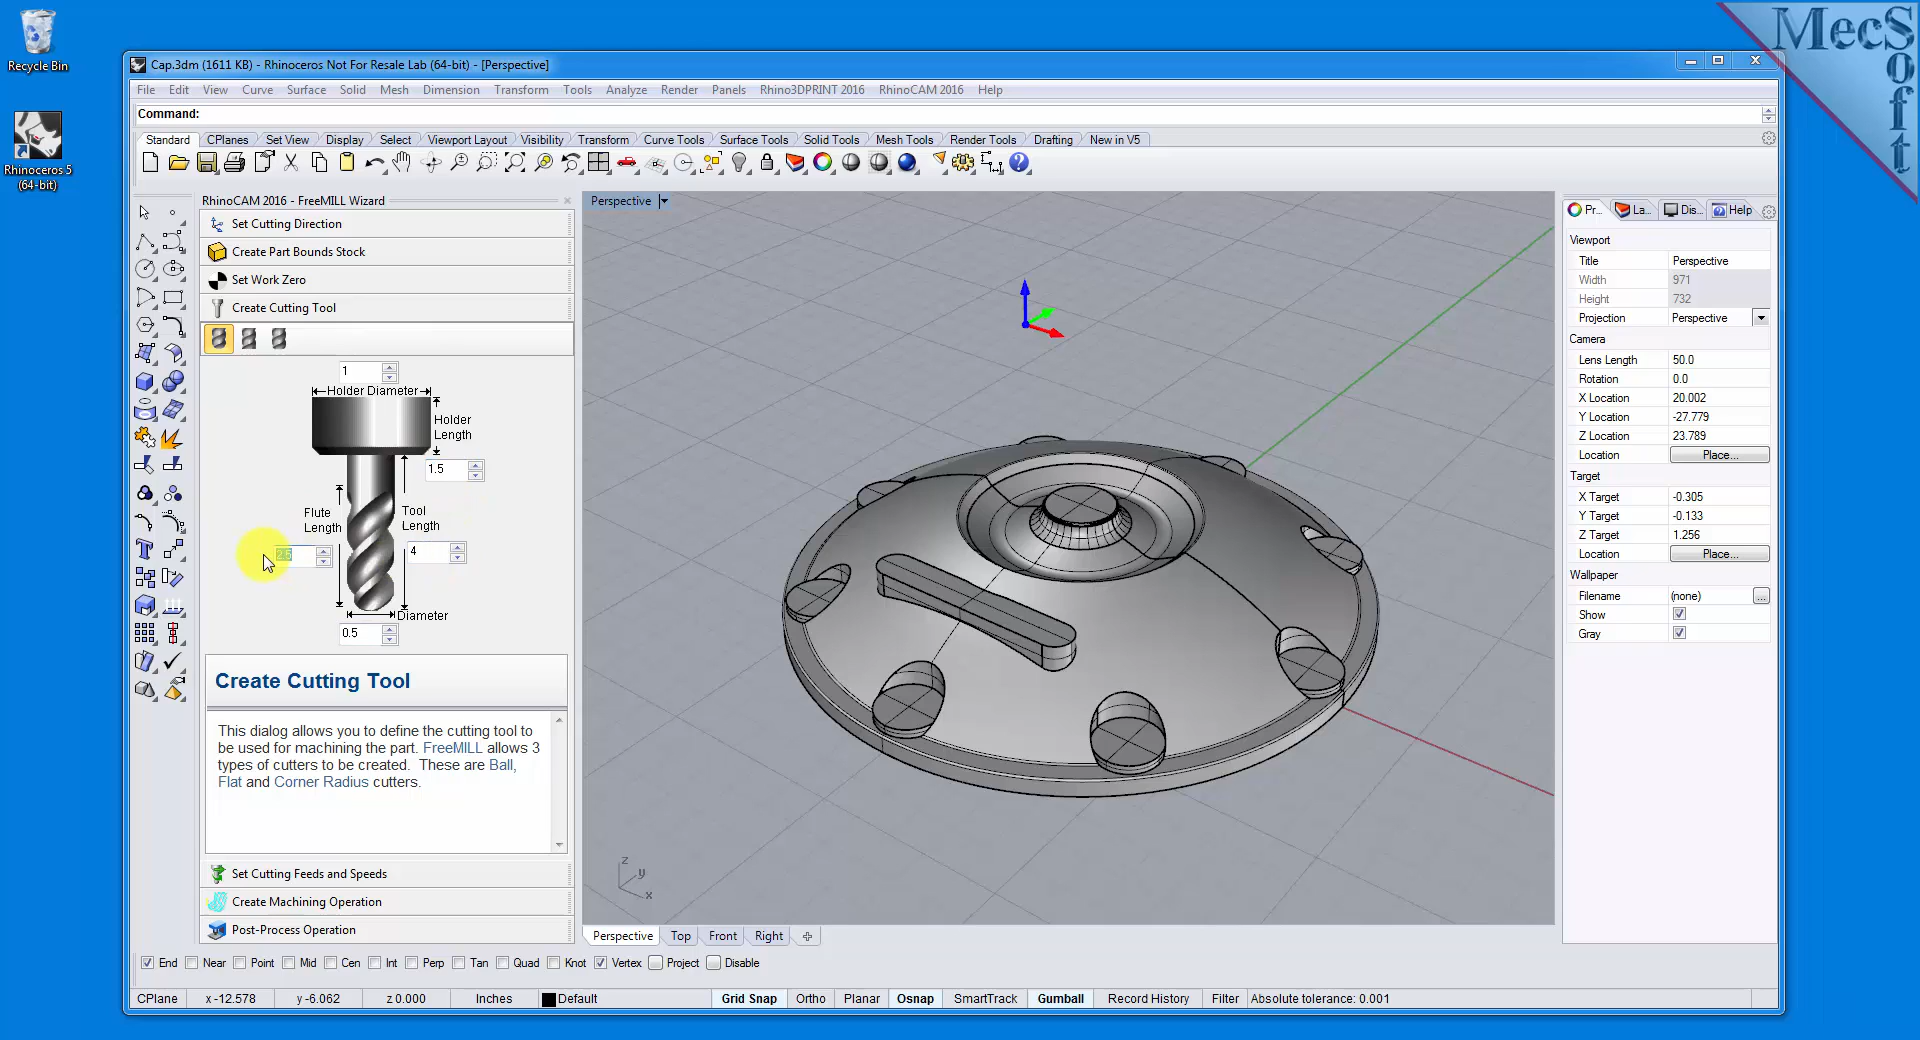 Recycle Bin
Rhinoceros 5
(64-bit)
MecSoft
Cap.3dm (1611 KB) - Rhinoceros Not For Resale Lab (64-bit) - [Perspective]
File Edit View Curve Surface Solid Mesh Dimension Transform Tools Analyze Render Panels Rhino3DPRINT 2016 RhinoCAM 2016 Help
Command:
Standard CPlanes Set View Display Select Viewport Layout Visibility Transform Curve Tools Surface Tools Solid Tools Mesh Tools Render Tools Drafting New in V5
RhinoCAM 2016 - FreeMILL Wizard
Set Cutting Direction
Create Part Bounds Stock
Set Work Zero
Create Cutting Tool
1
Holder Diameter
Holder
Length
1.5
Flute
Length
Tool
Length
2.5
4
Diameter
0.5
Create Cutting Tool
This dialog allows you to define the cutting tool to
be used for machining the part. FreeMILL allows 3
types of cutters to be created. These are Ball,
Flat and Corner Radius cutters.
Set Cutting Feeds and Speeds
Create Machining Operation
Post-Process Operation
Perspective
z
y
x
Perspective Top Front Right
Pr... La... Dis... Help
Viewport
Title Perspective
Width 971
Height 732
Projection Perspective
Camera
Lens Length 50.0
Rotation 0.0
X Location 20.002
Y Location -27.779
Z Location 23.789
Location Place...
Target
X Target -0.305
Y Target -0.133
Z Target 1.256
Location Place...
Wallpaper
Filename (none) ...
Show
Gray
End Near Point Mid Cen Int Perp Tan Quad Knot Vertex Project Disable
CPlane x -12.578 y -6.062 z 0.000 Inches Default Grid Snap Ortho Planar Osnap SmartTrack Gumball Record History Filter Absolute tolerance: 0.001